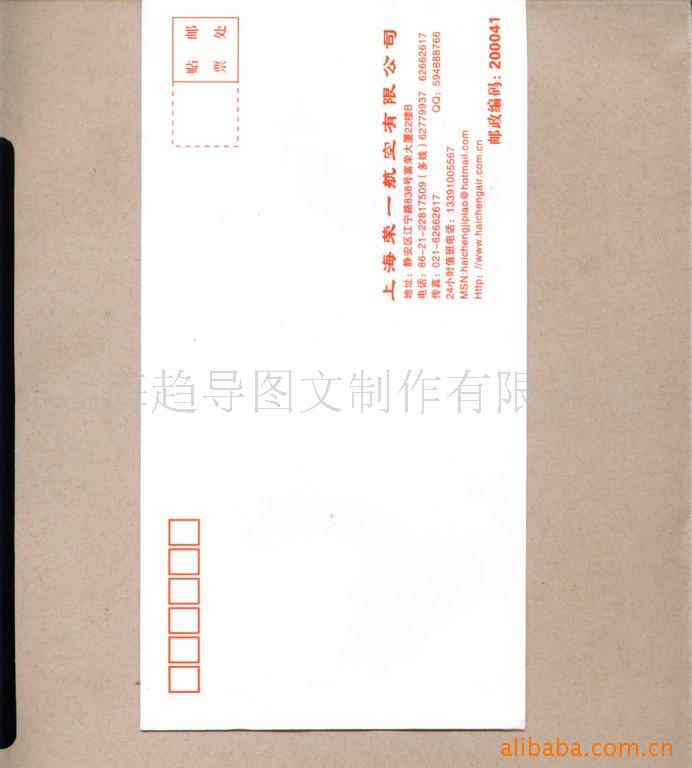 贴 邮
票 处
上海荣一航空有限公司
地址：静安区江宁路838号富荣大厦22楼B
电话：86-21-22817509（多线）62779937 62662617
传真：021-62662617 QQ：594888766
24小时值班电话：13391005567
MSN:haichengjipiao@hotmail.com
Http：//www.haichengair.com.cn
邮政编码：200041
海趋导图文制作有限公司
alibaba.com.cn